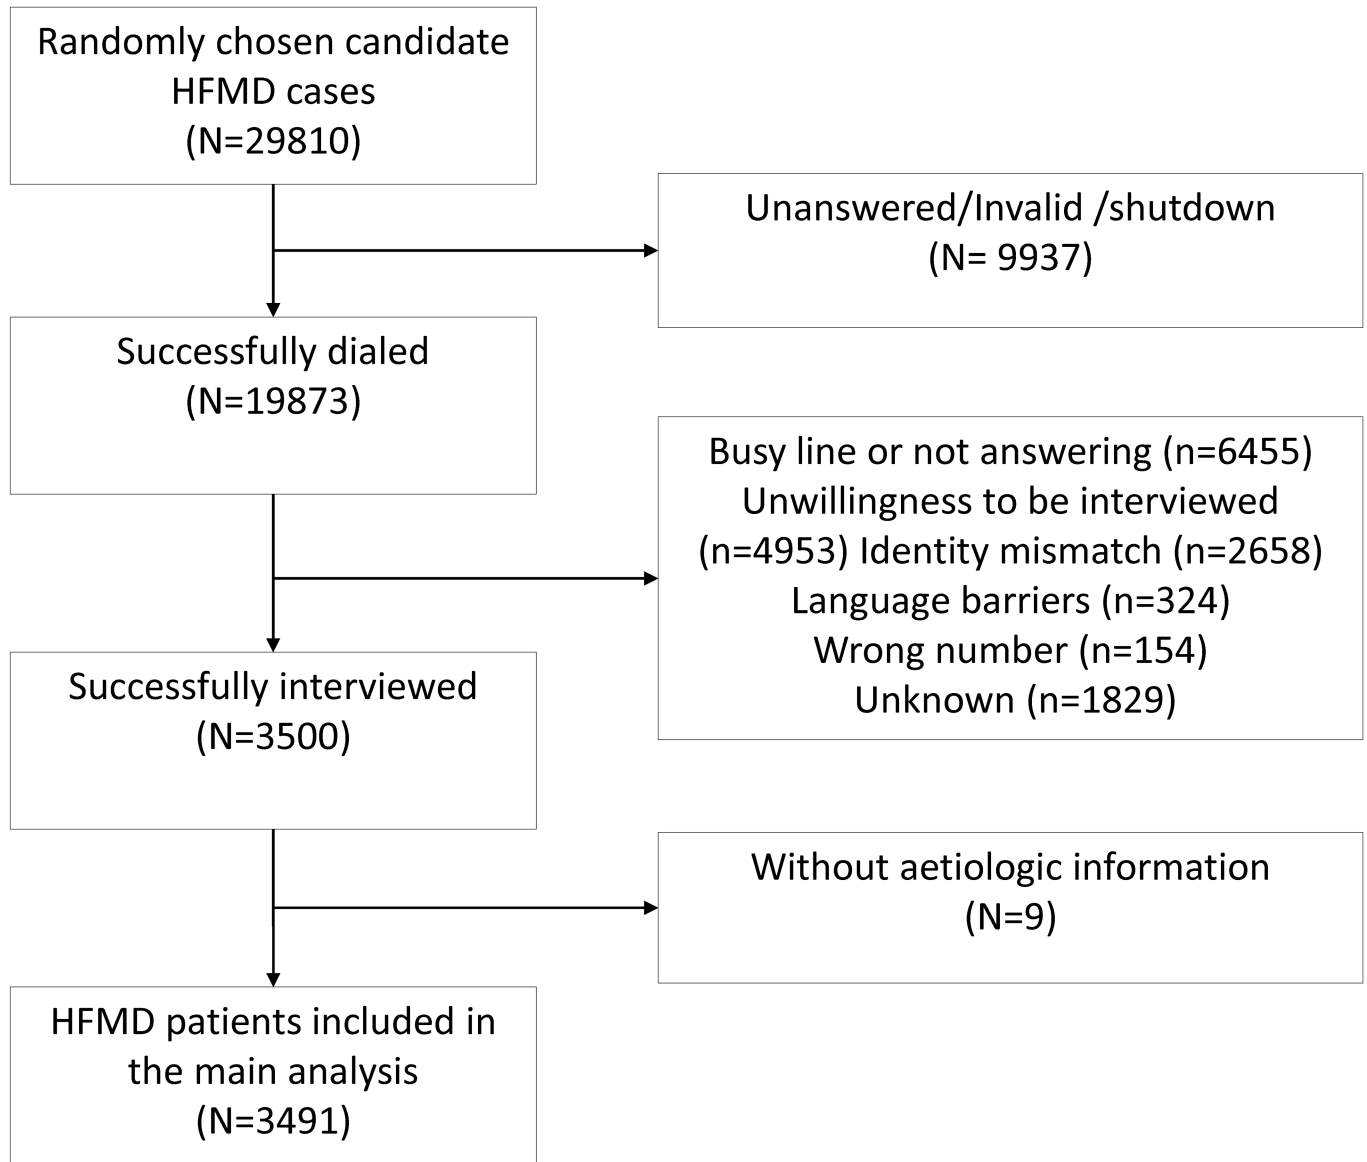 Randomly chosen candidate
HFMD cases
(N=29810)
Unanswered/Invalid /shutdown
(N= 9937)
Successfully dialed
(N=19873)
Busy line or not answering (n=6455)
Unwillingness to be interviewed
(n=4953) Identity mismatch (n=2658)
Language barriers (n=324)
Wrong number (n=154)
Unknown (n=1829)
Successfully interviewed
(N=3500)
Without aetiologic information
(N=9)
HFMD patients included in
the main analysis
(N=3491)